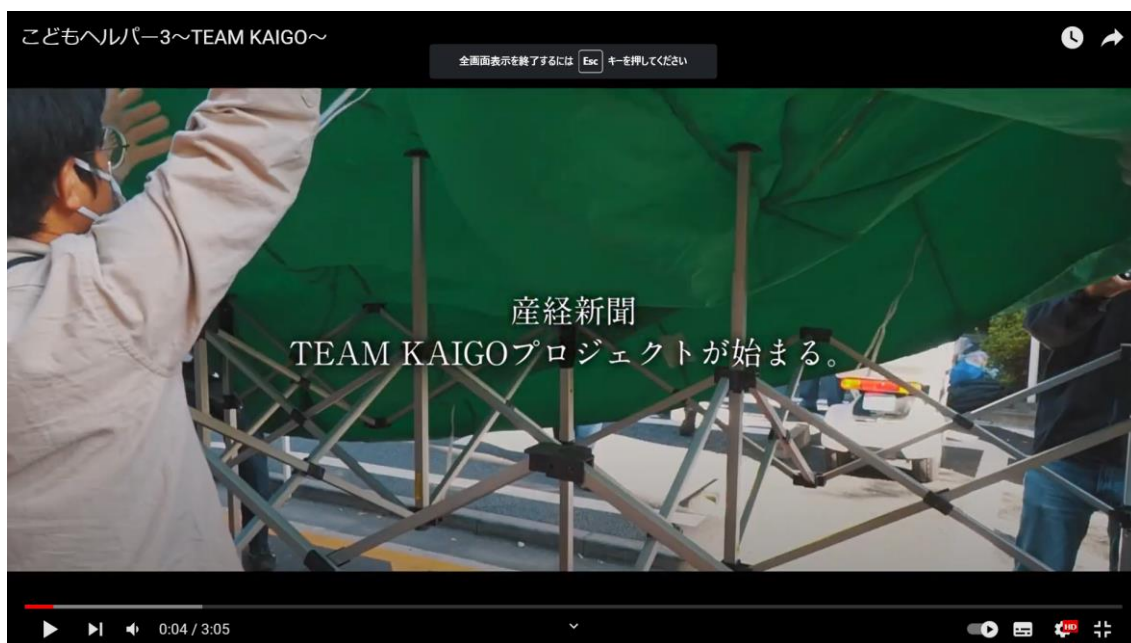 こどもヘルパー3～TEAM KAIGO～
全画面表示を終了するには Esc キーを押してください
産経新聞
TEAM KAIGOプロジェクトが始まる。
0:04 / 3:05
HD